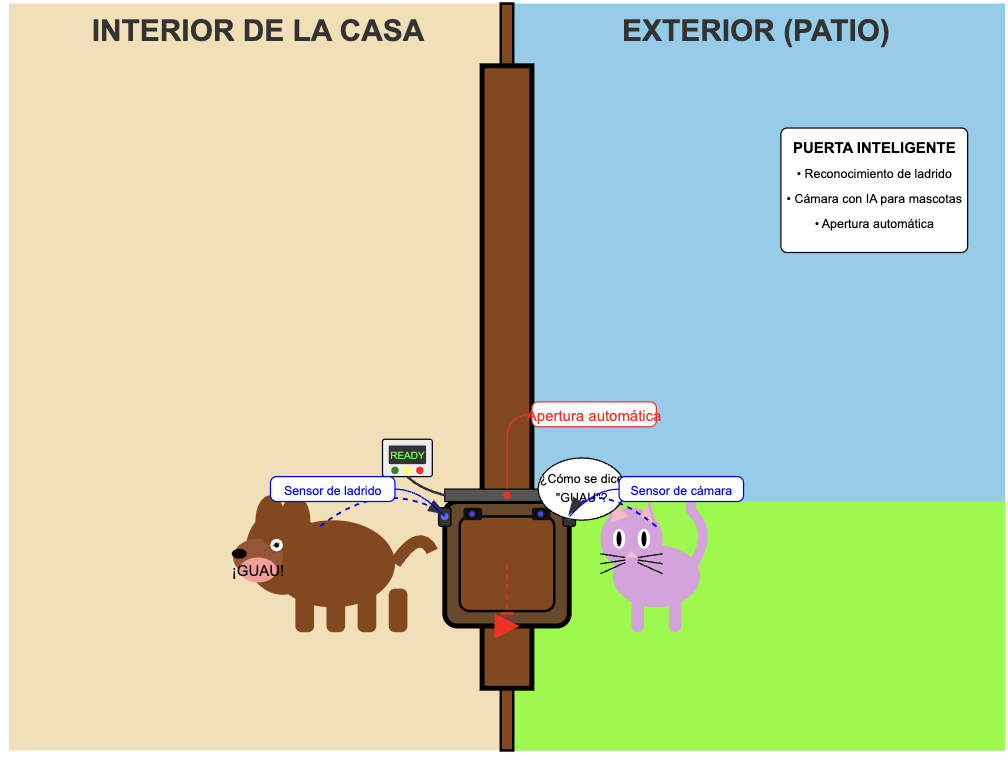 INTERIOR DE LA CASA
EXTERIOR (PATIO)
PUERTA INTELIGENTE
• Reconocimiento de ladrido
• Cámara con IA para mascotas
• Apertura automática
Apertura automática
READY
¿Cómo se dice
"GUAU"?
Sensor de ladrido
Sensor de cámara
¡GUAU!